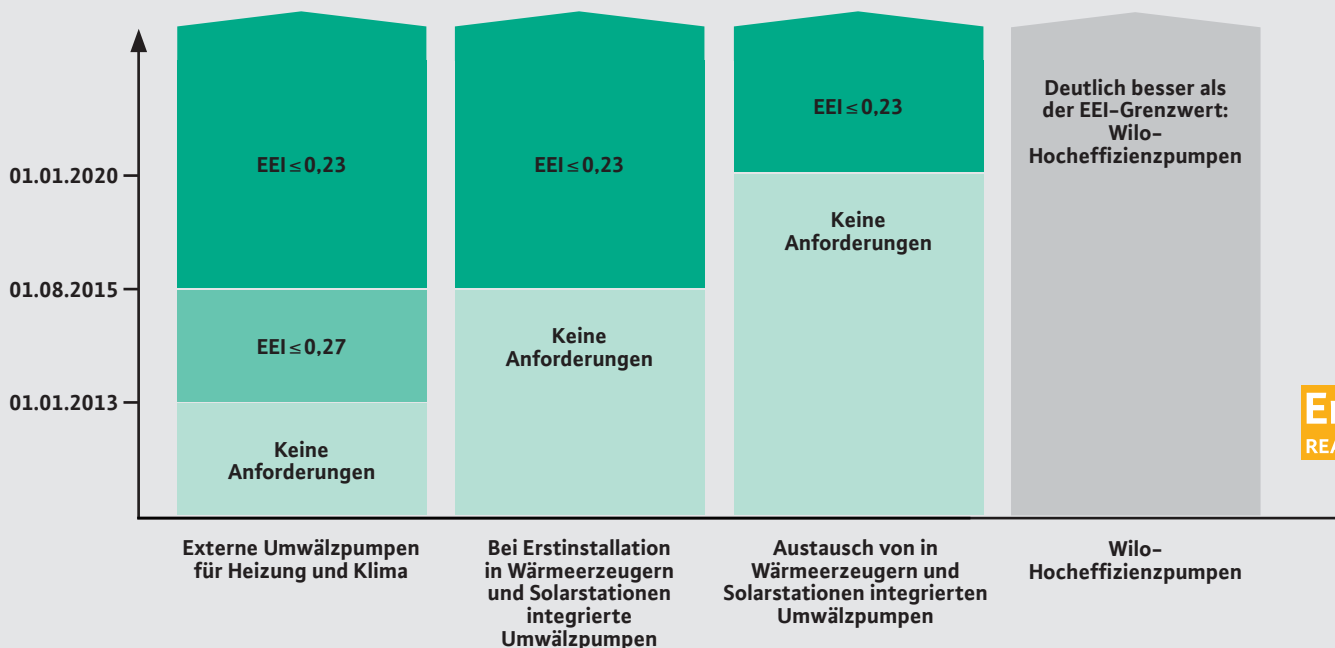 EEI ≤ 0,23
EEI ≤ 0,27
Keine
Anforderungen
EEI ≤ 0,23
Keine
Anforderungen
EEI ≤ 0,23
Keine
Anforderungen
Deutlich besser als
der EEI-Grenzwert:
Wilo-
Hocheffizienzpumpen
01.01.2020
01.08.2015
01.01.2013
Externe Umwälzpumpen
für Heizung und Klima
Bei Erstinstallation
in Wärmeerzeugern
und Solarstationen
integrierte
Umwälzpumpen
Austausch von in
Wärmeerzeugern und
Solarstationen integrierten
Umwälzpumpen
Wilo-
Hocheffizienzpumpen